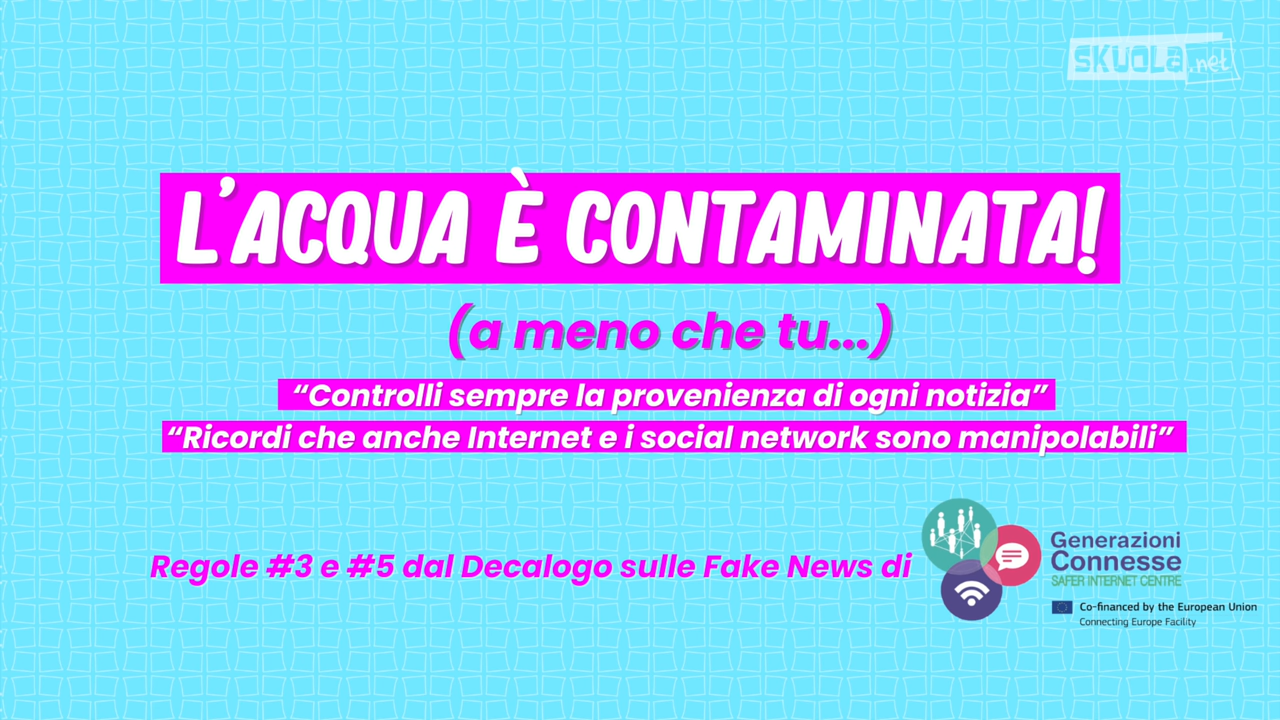 SKUOLA.net
L'ACQUA È CONTAMINATA!
(a meno che tu...)
“Controlli sempre la provenienza di ogni notizia”
“Ricordi che anche Internet e i social network sono manipolabili”
Regole #3 e #5 dal Decalogo sulle Fake News di
Generazioni
Connesse
SAFER INTERNET CENTRE
Co-financed by the European Union
Connecting Europe Facility